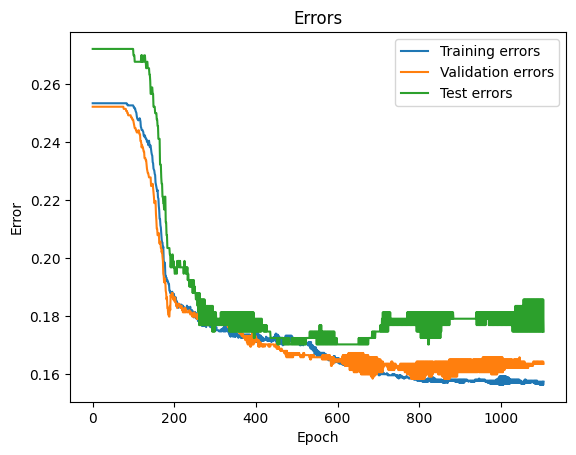 Errors
Training errors
Validation errors
Test errors
0.26
0.24
0.22
0.20
0.18
0.16
Error
0
200
400
600
800
1000
Epoch